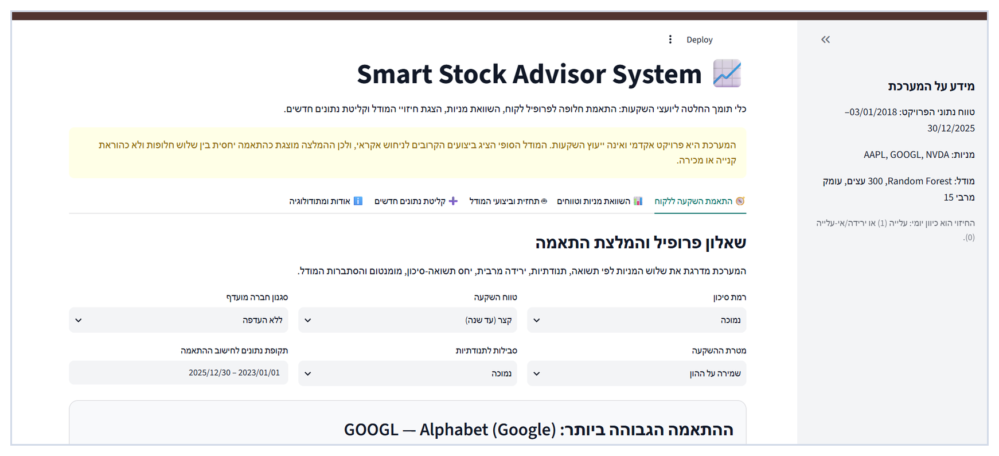 Deploy
Smart Stock Advisor System
כלי תומך החלטה ליועצי השקעות: התאמת חלופה לפרופיל לקוח, השוואת מניות, הצגת חיזויי המודל וקליטת נתונים חדשים.
המערכת היא פרויקט אקדמי ואינה ייעוץ השקעות. המודל הסופי הציג ביצועים הקרובים לניחוש אקראי, ולכן ההמלצה מוצגת כהתאמה יחסית בין שלוש חלופות ולא כהוראת
קנייה או מכירה.
התאמת השקעה ללקוח
השוואת מניות וטווחים
תחזית וביצועי המודל
קליטת נתונים חדשים
אודות ומתודולוגיה
שאלון פרופיל והמלצת התאמה
המערכת מדרגת את שלוש המניות לפי תשואה, תנודתיות, ירידה מרבית, יחס תשואה-סיכון, מומנטום והסתברות המודל.
רמת סיכון
נמוכה
טווח השקעה
קצר (עד שנה)
סגנון חברה מועדף
ללא העדפה
מטרת ההשקעה
שמירה על ההון
סבילות לתנודתיות
נמוכה
תקופת נתונים לחישוב ההתאמה
2025/12/30 – 2023/01/01
ההתאמה הגבוהה ביותר: GOOGL — Alphabet (Google)
מידע על המערכת
טווח נתוני הפרויקט: 03/01/2018–
30/12/2025
מניות: AAPL, GOOGL, NVDA
מודל: Random Forest, 300 עצים, עומק
מרבי 15
החיזוי הוא כיוון יומי: עלייה (1) או ירידה/אי-עלייה
(0).